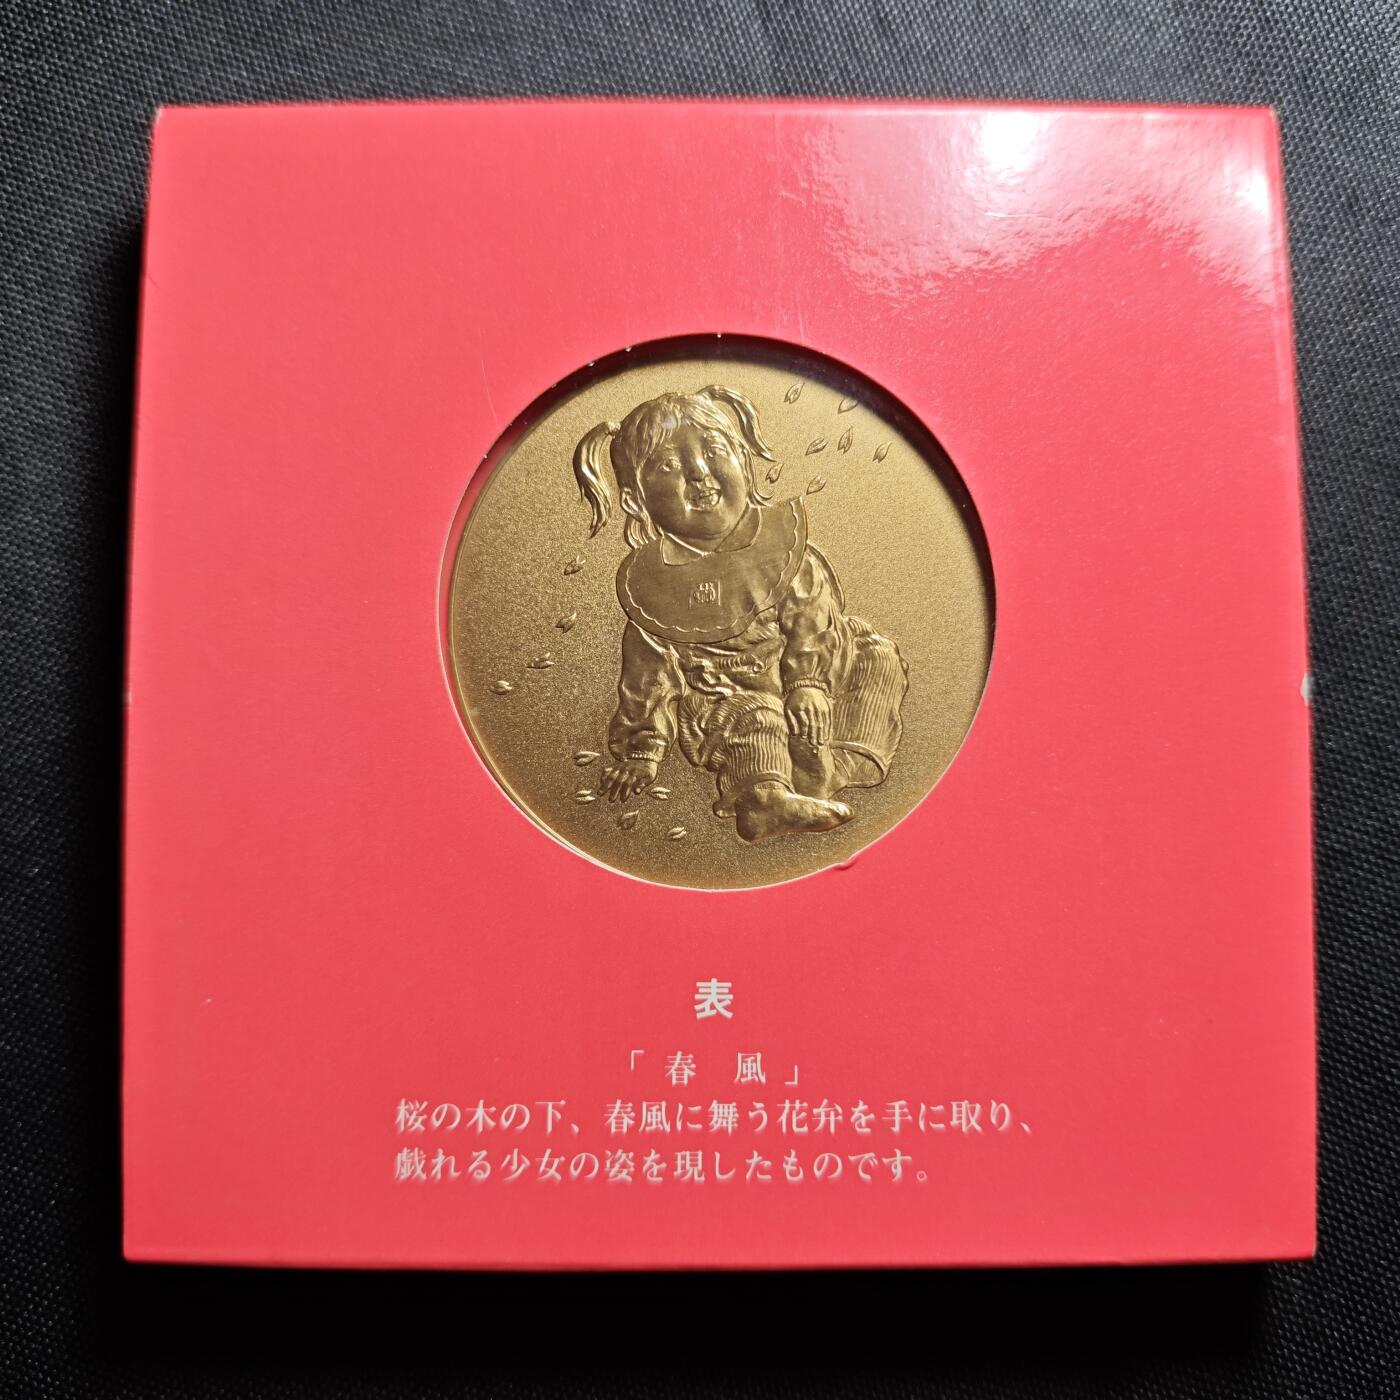 表
「春　風」
桜の木の下、春風に舞う花弁を手に取り、
戯れる少女の姿を現したものです。